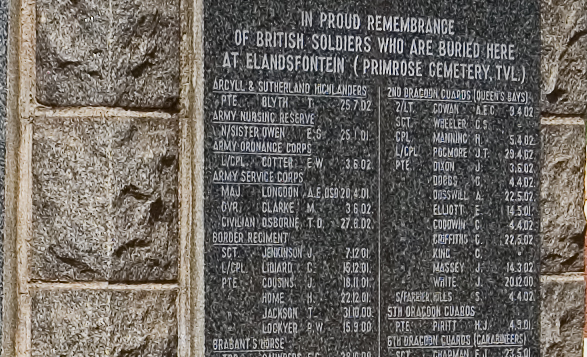 IN PROUD REMEMBRANCE
OF BRITISH SOLDIERS WHO ARE BURIED HERE
AT ELANDSFONTEIN (PRIMROSE CEMETERY, TVL.)
ARGYLL & SUTHERLAND HIGHLANDERS
PTE. BLYTH T. 25.7.02
ARMY NURSING RESERVE
N/SISTER OWEN E.G. 25.1.01.
ARMY ORDNANCE CORPS
L/CPL. COTTER E.W. 3.6.02
ARMY SERVICE CORPS
MAJ. LONGDON A.E, DSO 20.4.01.
DVR. CLARKE M. 3.6.02.
CIVILIAN OSBORNE T.D. 27.6.02.
BORDER REGIMENT
SGT. JENKINSON J. 7.12.01.
L/CPL. LIDIARD C. 15.12.01.
PTE. COUSINS J. 18.11.01.
HOME H. 22.12.01.
JACKSON T. 31.10.00.
LOCKYER P.W. 15.9.00.
BRABANT'S HORSE
2ND DRAGOON GUARDS (QUEEN'S BAYS)
2/LT. COWAN A.E.C. 9.4.02
SGT. WHEELER C.S.
CPL. MANNING H. 5.4.02.
L/CPL. J.T. 29.4.02.
PTE. DIXON J. 3.6.02.
DOBBS G. 4.4.02.
A. 22.5.02.
ELLIOTT E. 14.5.01.
GODDWIN C. 4.4.02.
GRIFFITHS C. 22.5.02.
KING C.
MASSEY J. 14.3.02.
WHITE J. 20.12.00.
S/FARRIER HILLS S. 4.4.02.
5TH DRAGOON GUARDS
PTE. PIRITT H.J. 4.9.01.
6TH DRAGOON GUARDS (CARABINEERS)
SGT. CHAPMAN 23.5.01.